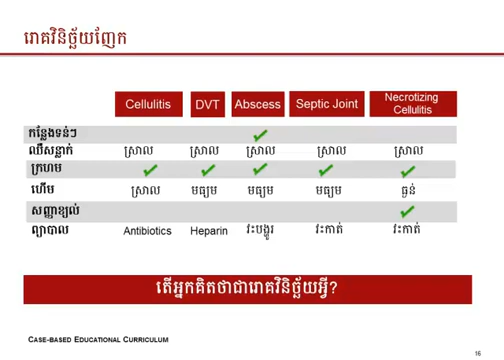 រោគវិនិច្ឆ័យញែក
Cellulitis DVT Abscess Septic Joint Necrotizing Cellulitis
កន្លែងទន់ៗ ✓
ឈឺសន្លាក់ ស្រាល ស្រាល ស្រាល ស្រាល ស្រាល
ក្រហម ✓ ✓ ✓ ✓ ✓
ហើម ស្រាល មធ្យម មធ្យម មធ្យម ធ្ងន់
សញ្ញាខ្យល់ ✓
ព្យាបាល Antibiotics Heparin វះបង្ហូរ វះកាត់ វះកាត់
តើអ្នកគិតថាជារោគវិនិច្ឆ័យអ្វី?
CASE-BASED EDUCATIONAL CURRICULUM
16